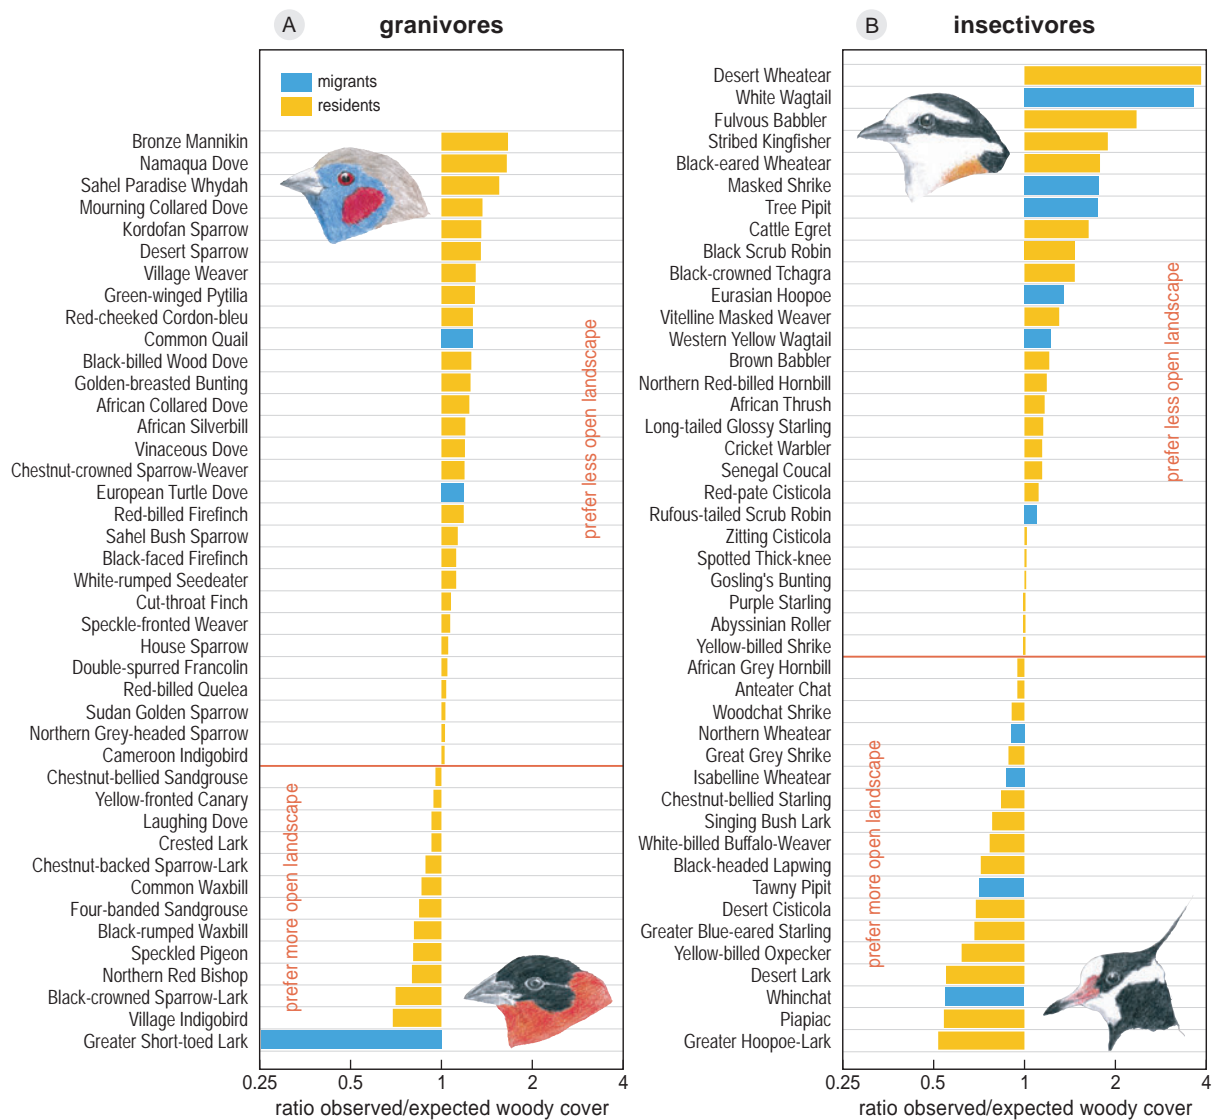 A granivores
migrants
residents
Bronze Mannikin
Namaqua Dove
Sahel Paradise Whydah
Mourning Collared Dove
Kordofan Sparrow
Desert Sparrow
Village Weaver
Green-winged Pytilia
Red-cheeked Cordon-bleu
Common Quail
Black-billed Wood Dove
Golden-breasted Bunting
African Collared Dove
African Silverbill
Vinaceous Dove
Chestnut-crowned Sparrow-Weaver
European Turtle Dove
Red-billed Firefinch
Sahel Bush Sparrow
Black-faced Firefinch
White-rumped Seedeater
Cut-throat Finch
Speckle-fronted Weaver
House Sparrow
Double-spurred Francolin
Red-billed Quelea
Sudan Golden Sparrow
Northern Grey-headed Sparrow
Cameroon Indigobird
Chestnut-bellied Sandgrouse
Yellow-fronted Canary
Laughing Dove
Crested Lark
Chestnut-backed Sparrow-Lark
Common Waxbill
Four-banded Sandgrouse
Black-rumped Waxbill
Speckled Pigeon
Northern Red Bishop
Black-crowned Sparrow-Lark
Village Indigobird
Greater Short-toed Lark
prefer less open landscape
prefer more open landscape
0.25 0.5 1 2 4
ratio observed/expected woody cover
B insectivores
Desert Wheatear
White Wagtail
Fulvous Babbler
Stribed Kingfisher
Black-eared Wheatear
Masked Shrike
Tree Pipit
Cattle Egret
Black Scrub Robin
Black-crowned Tchagra
Eurasian Hoopoe
Vitelline Masked Weaver
Western Yellow Wagtail
Brown Babbler
Northern Red-billed Hornbill
African Thrush
Long-tailed Glossy Starling
Cricket Warbler
Senegal Coucal
Red-pate Cisticola
Rufous-tailed Scrub Robin
Zitting Cisticola
Spotted Thick-knee
Gosling's Bunting
Purple Starling
Abyssinian Roller
Yellow-billed Shrike
African Grey Hornbill
Anteater Chat
Woodchat Shrike
Northern Wheatear
Great Grey Shrike
Isabelline Wheatear
Chestnut-bellied Starling
Singing Bush Lark
White-billed Buffalo-Weaver
Black-headed Lapwing
Tawny Pipit
Desert Cisticola
Greater Blue-eared Starling
Yellow-billed Oxpecker
Desert Lark
Whinchat
Piapiac
Greater Hoopoe-Lark
prefer less open landscape
prefer more open landscape
0.25 0.5 1 2 4
ratio observed/expected woody cover